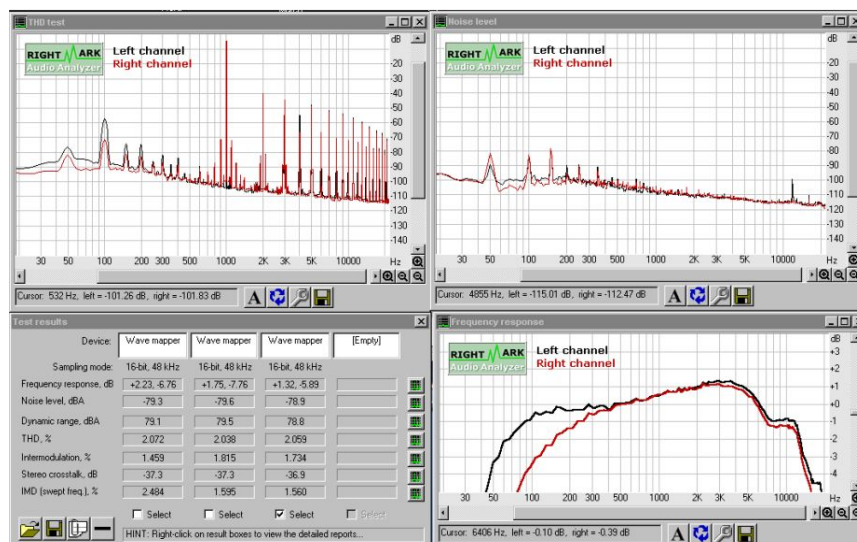 THD test
RIGHT MARK
Audio Analyzer
Left channel
Right channel
dB
-20
-30
-40
-50
-60
-70
-80
-90
-100
-110
-120
-130
-140
30 50 100 200 300 500 1000 2K 3K 5K 10000 Hz
Cursor: 532 Hz, left = -101.26 dB, right = -101.83 dB
A
Noise level
RIGHT MARK
Audio Analyzer
Left channel
Right channel
dB
-20
-30
-40
-50
-60
-70
-80
-90
-100
-110
-120
-130
-140
30 50 100 200 300 500 1000 2K 3K 5K 10000 Hz
Cursor: 4855 Hz, left = -115.01 dB, right = -112.47 dB
A
Test results
Device: Wave mapper Wave mapper Wave mapper [Empty]
Sampling mode: 16-bit, 48 kHz 16-bit, 48 kHz 16-bit, 48 kHz
Frequency response, dB +2.23, -6.76 +1.75, -7.76 +1.32, -5.89
Noise level, dBA -79.3 -79.6 -78.9
Dynamic range, dBA 79.1 79.5 78.8
THD, % 2.072 2.038 2.059
Intermodulation, % 1.459 1.815 1.734
Stereo crosstalk, dB -37.3 -37.3 -36.9
IMD (swept freq.), % 2.484 1.595 1.560
Select Select Select Select
HINT: Right-click on result boxes to view the detailed reports...
Frequency response
RIGHT MARK
Audio Analyzer
Left channel
Right channel
dB
+3
+2
+1
0
-1
-2
-3
-4
30 50 100 200 300 500 1000 2K 3K 5K 10000 Hz
Cursor: 6406 Hz, left = -0.10 dB, right = -0.39 dB
A